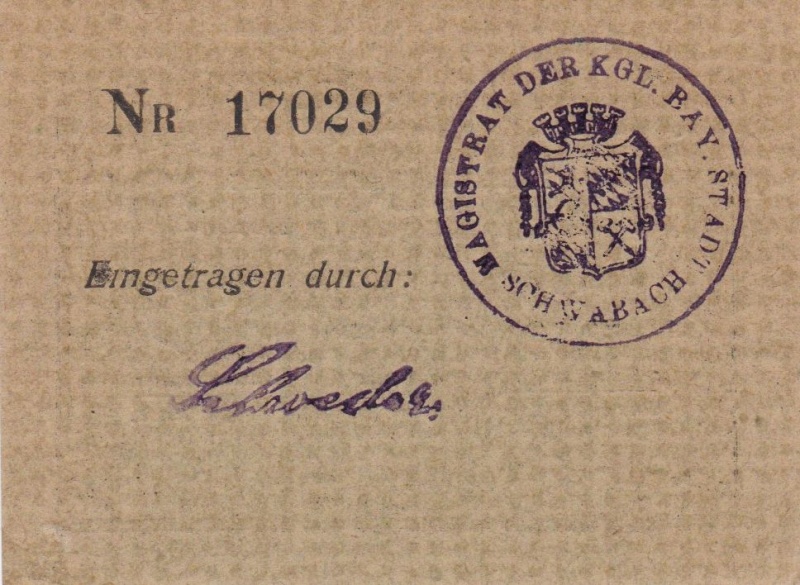 NR 17029
MAGISTRAT DER KGL. BAY. STADT
SCHWABACH
Eingetragen durch: